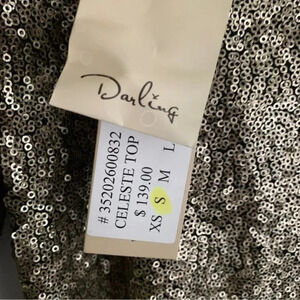 Darling
# 35202600832
CELESTE TOP
$ 139.00
XS S M L